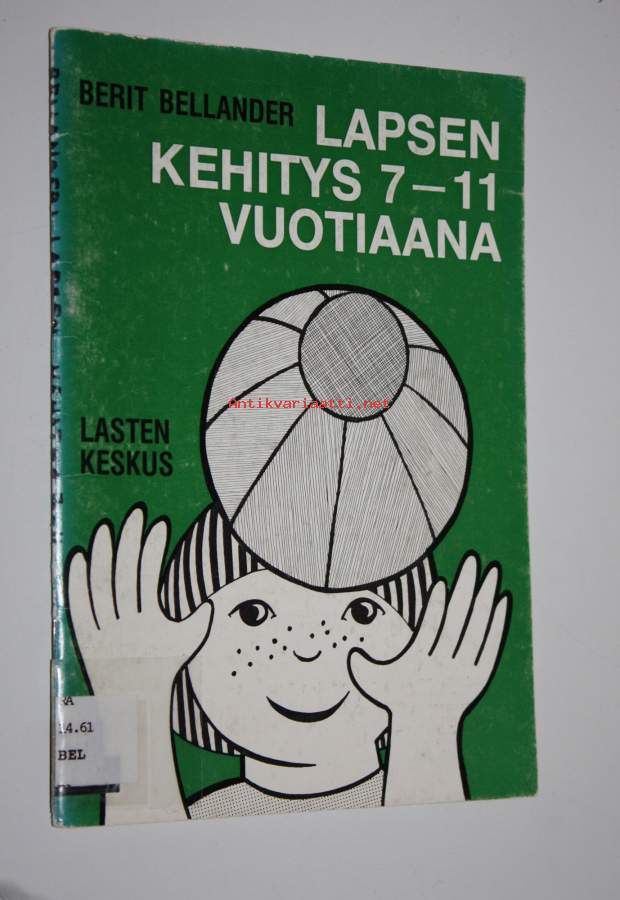 BERIT BELLANDER
LAPSEN
KEHITYS 7–11
VUOTIAANA
Antikvariaatti.net
LASTEN
KESKUS
14.61
BEL